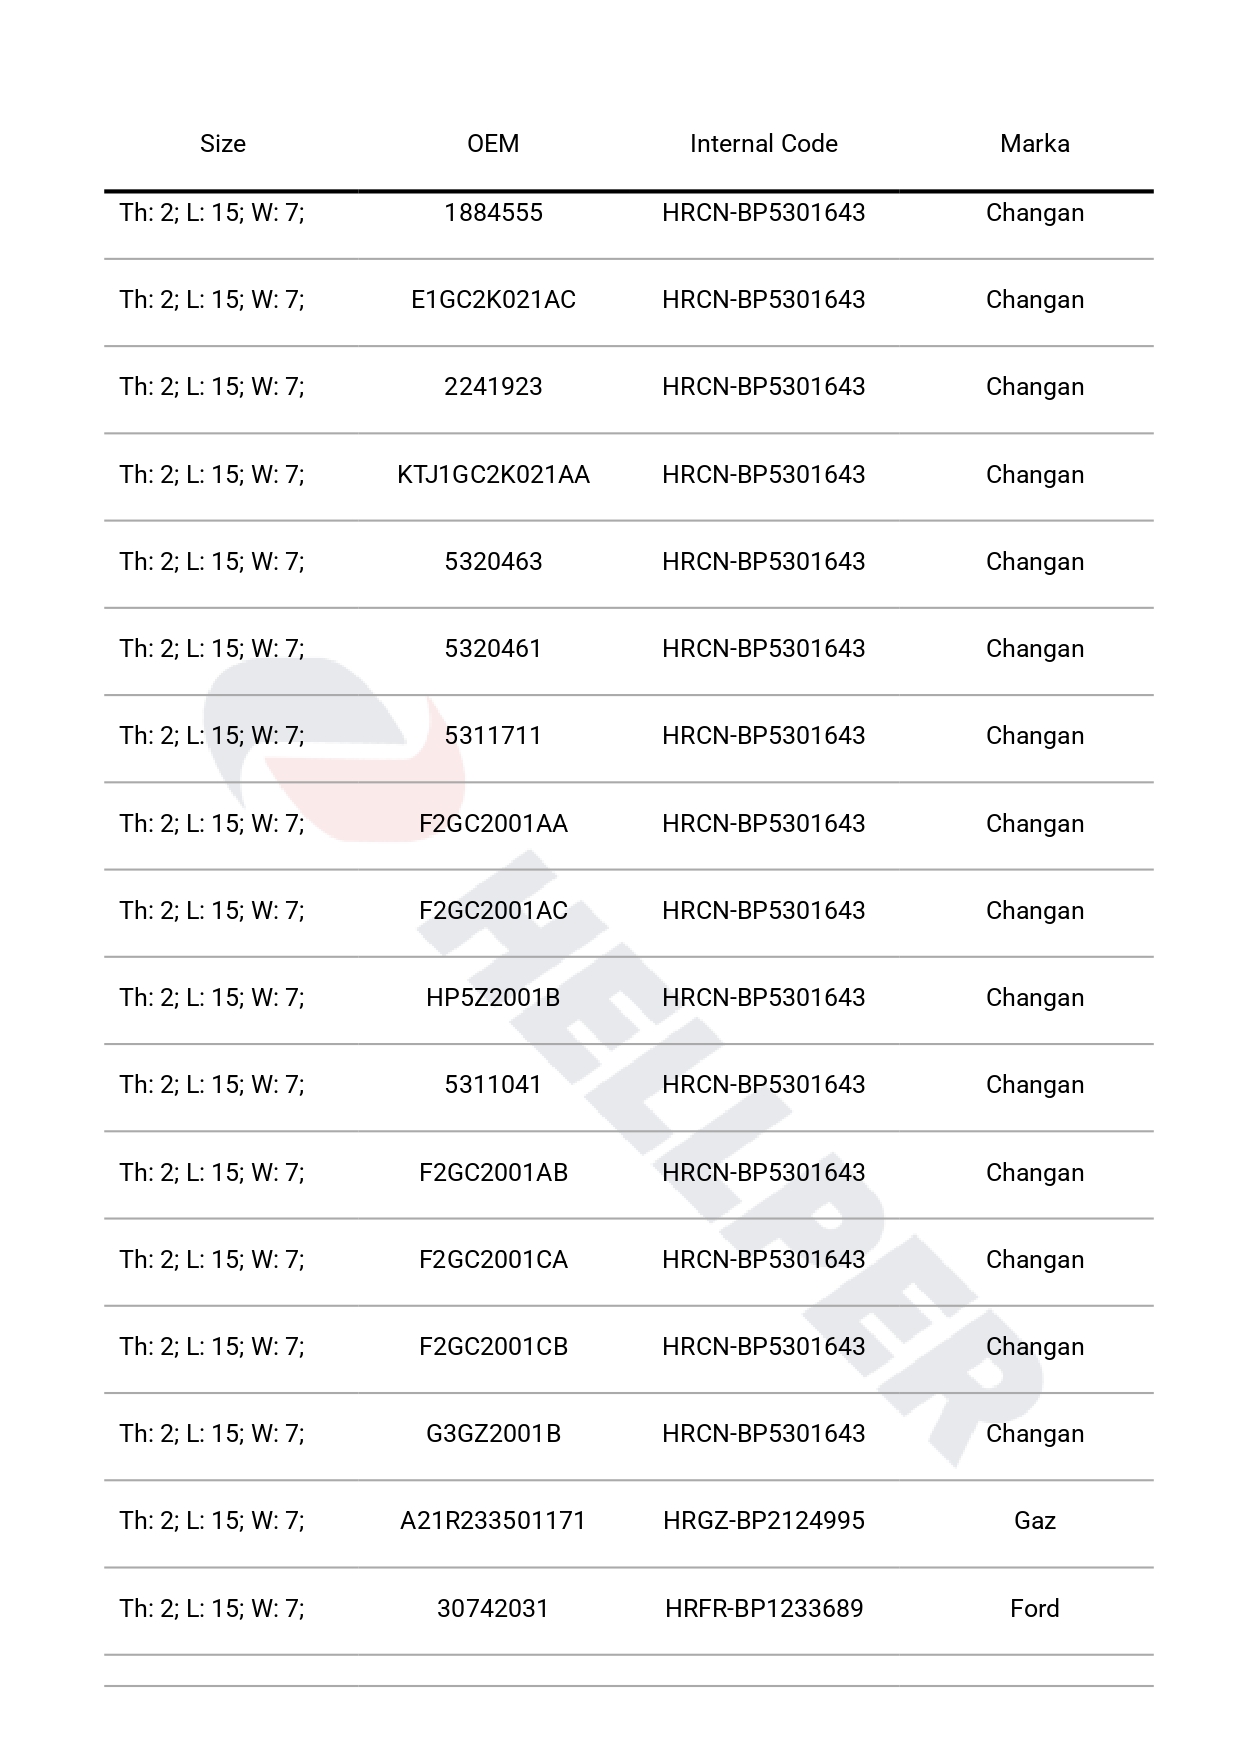 Size OEM Internal Code Marka
Th: 2; L: 15; W: 7; 1884555 HRCN-BP5301643 Changan
Th: 2; L: 15; W: 7; E1GC2K021AC HRCN-BP5301643 Changan
Th: 2; L: 15; W: 7; 2241923 HRCN-BP5301643 Changan
Th: 2; L: 15; W: 7; KTJ1GC2K021AA HRCN-BP5301643 Changan
Th: 2; L: 15; W: 7; 5320463 HRCN-BP5301643 Changan
Th: 2; L: 15; W: 7; 5320461 HRCN-BP5301643 Changan
Th: 2; L: 15; W: 7; 5311711 HRCN-BP5301643 Changan
Th: 2; L: 15; W: 7; F2GC2001AA HRCN-BP5301643 Changan
Th: 2; L: 15; W: 7; F2GC2001AC HRCN-BP5301643 Changan
Th: 2; L: 15; W: 7; HP5Z2001B HRCN-BP5301643 Changan
Th: 2; L: 15; W: 7; 5311041 HRCN-BP5301643 Changan
Th: 2; L: 15; W: 7; F2GC2001AB HRCN-BP5301643 Changan
Th: 2; L: 15; W: 7; F2GC2001CA HRCN-BP5301643 Changan
Th: 2; L: 15; W: 7; F2GC2001CB HRCN-BP5301643 Changan
Th: 2; L: 15; W: 7; G3GZ2001B HRCN-BP5301643 Changan
Th: 2; L: 15; W: 7; A21R233501171 HRGZ-BP2124995 Gaz
Th: 2; L: 15; W: 7; 30742031 HRFR-BP1233689 Ford
HELLPER